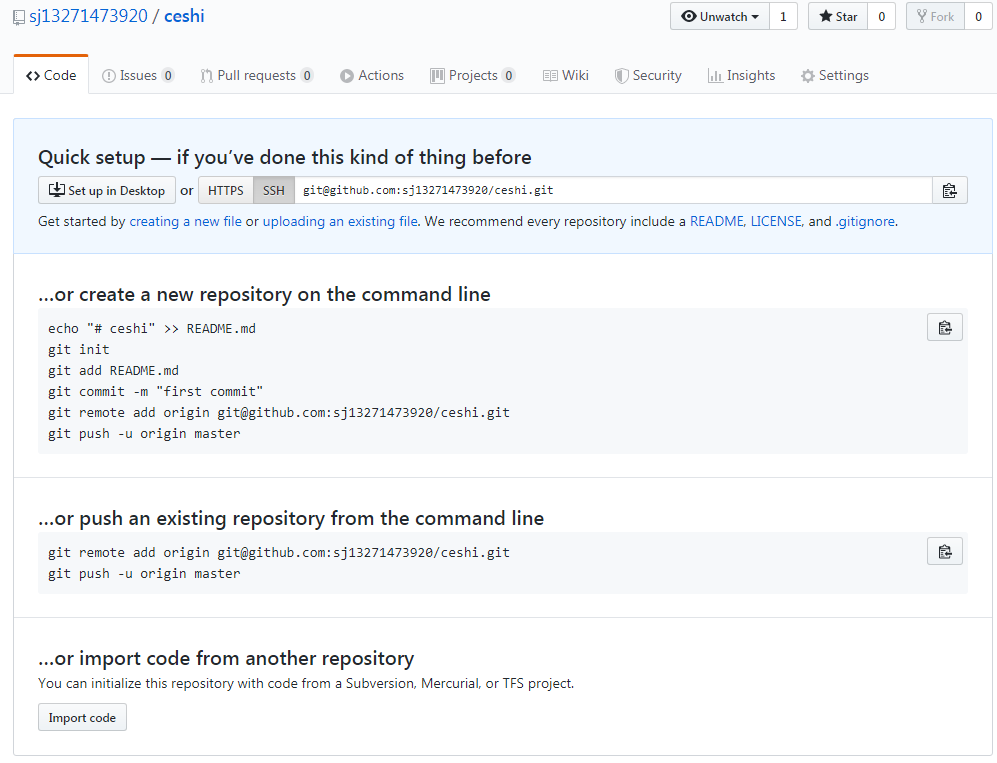 sj13271473920 / ceshi
Unwatch 1 Star 0 Fork 0
Code Issues 0 Pull requests 0 Actions Projects 0 Wiki Security Insights Settings
Quick setup — if you’ve done this kind of thing before
Set up in Desktop or HTTPS SSH git@github.com:sj13271473920/ceshi.git
Get started by creating a new file or uploading an existing file. We recommend every repository include a README, LICENSE, and .gitignore.
…or create a new repository on the command line
echo "# ceshi" >> README.md
git init
git add README.md
git commit -m "first commit"
git remote add origin git@github.com:sj13271473920/ceshi.git
git push -u origin master
…or push an existing repository from the command line
git remote add origin git@github.com:sj13271473920/ceshi.git
git push -u origin master
…or import code from another repository
You can initialize this repository with code from a Subversion, Mercurial, or TFS project.
Import code